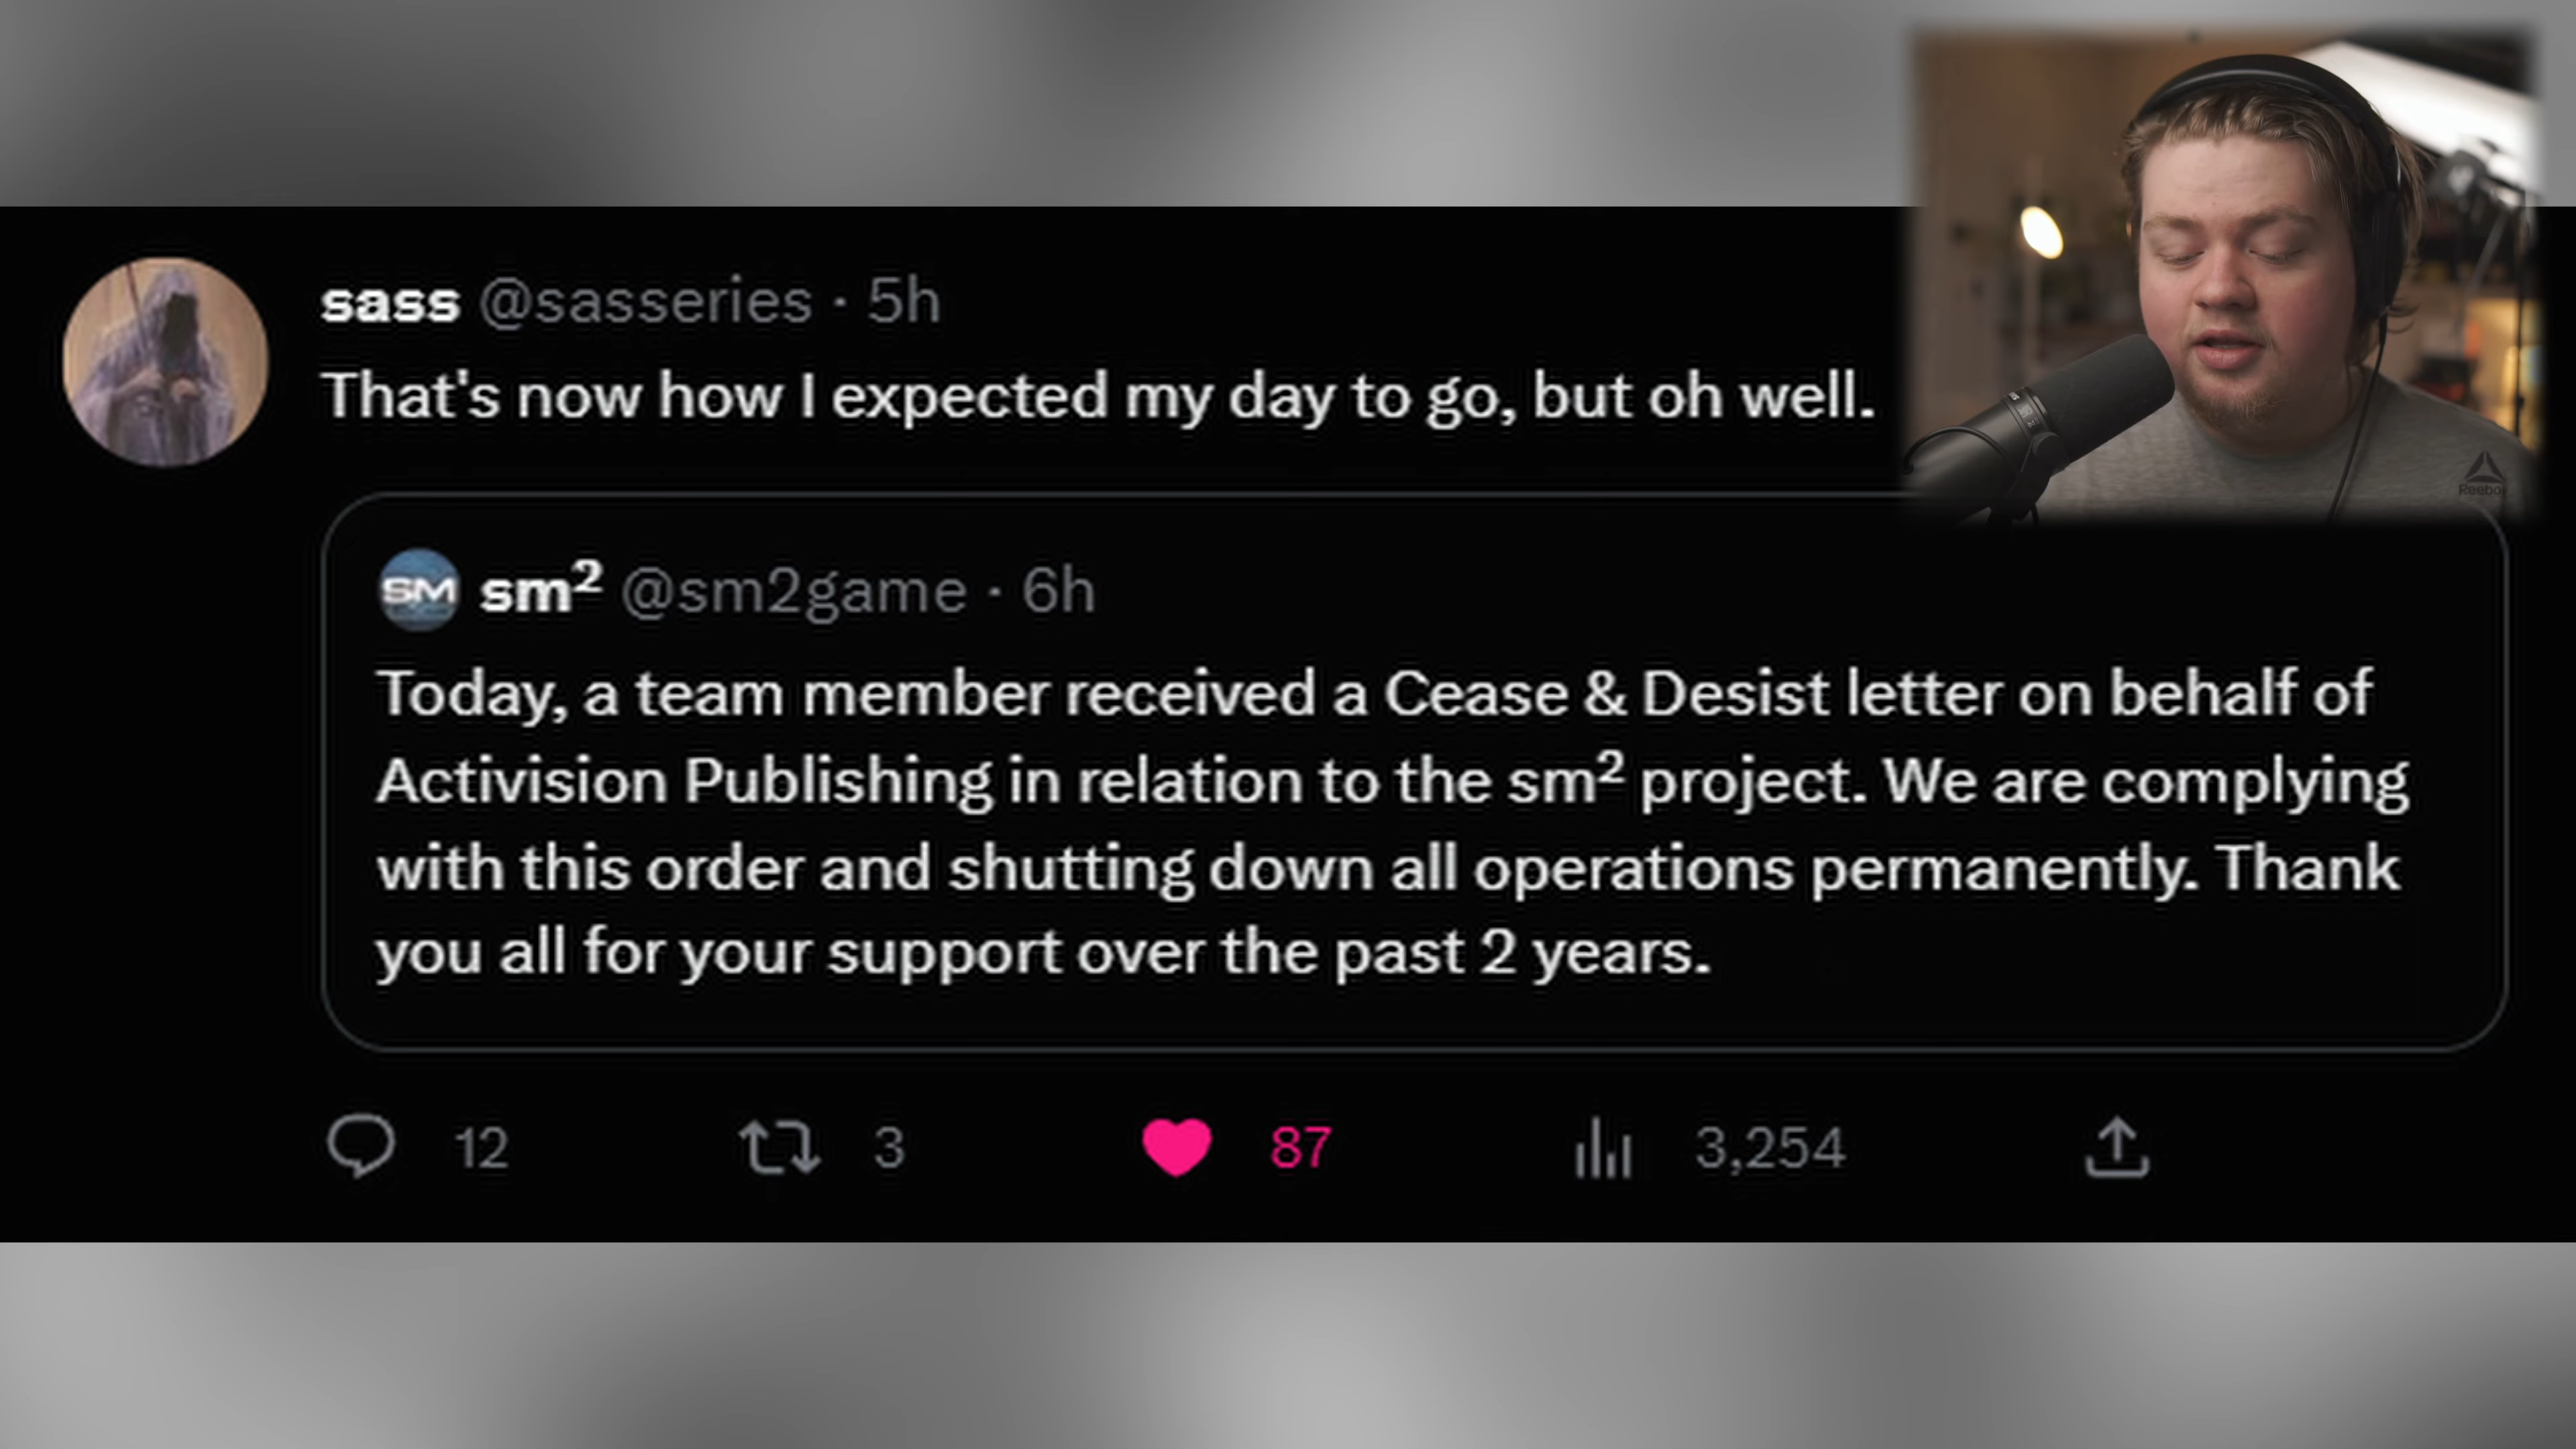 sass @sasseries · 5h
That's now how I expected my day to go, but oh well.
SM sm² @sm2game · 6h
Today, a team member received a Cease & Desist letter on behalf of
Activision Publishing in relation to the sm² project. We are complying
with this order and shutting down all operations permanently. Thank
you all for your support over the past 2 years.
12 3 87 3,254
Reebok